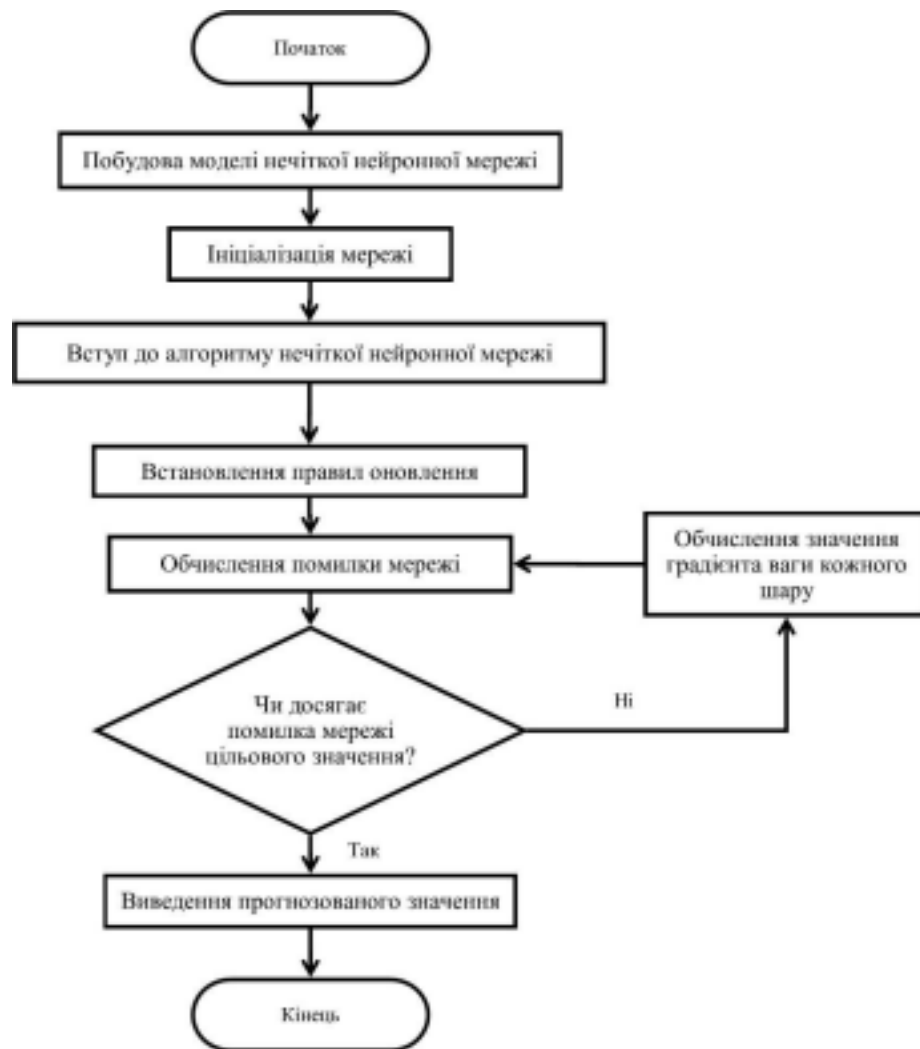 Початок
Побудова моделі нечіткої нейронної мережі
Ініціалізація мережі
Вступ до алгоритму нечіткої нейронної мережі
Встановлення правил оновлення
Обчислення помилки мережі
Обчислення значення
градієнта ваги кожного
шару
Чи досягає
помилка мережі
цільового значення?
Ні
Так
Виведення прогнозованого значення
Кінець